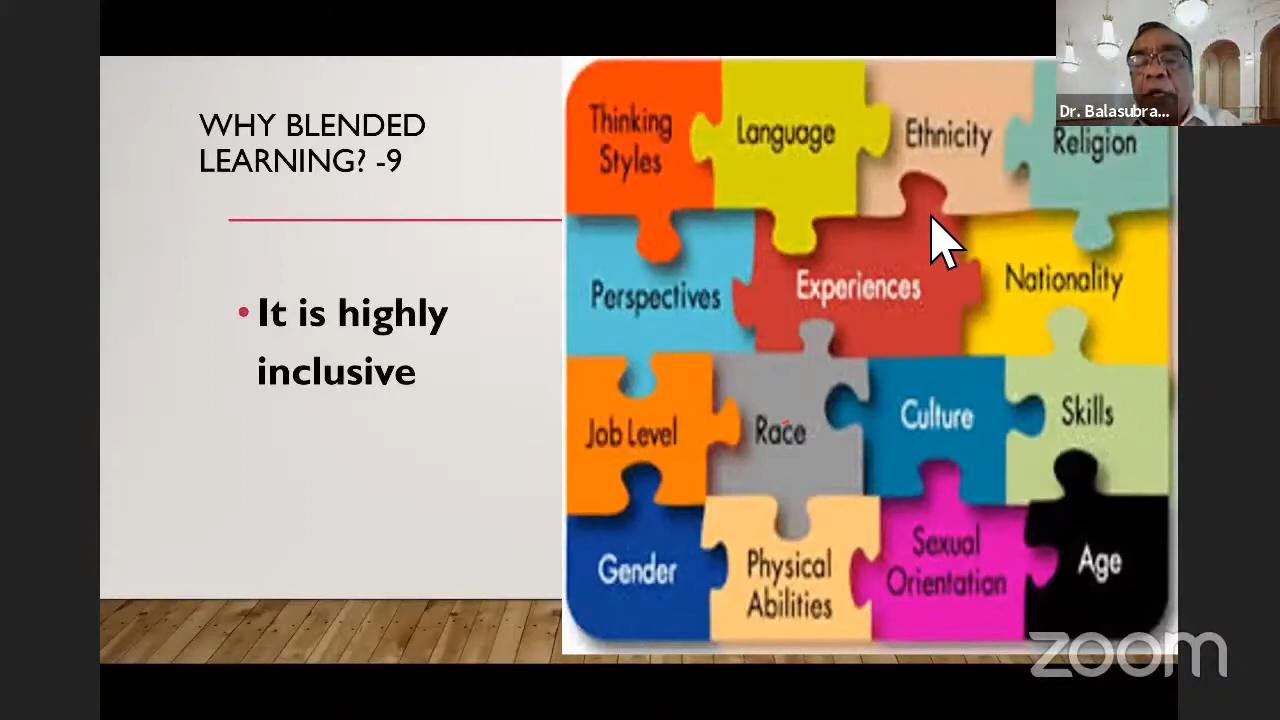 WHY BLENDED
LEARNING? -9
• It is highly
inclusive
Thinking
Styles
Language
Ethnicity
Religion
Perspectives
Experiences
Nationality
Job Level
Race
Culture
Skills
Gender
Physical
Abilities
Sexual
Orientation
Age
Dr. Balasubra...
zoom